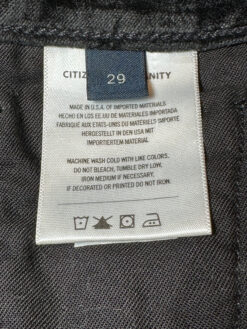 CITIZ
ANITY
29
MADE IN U.S.A. OF IMPORTED MATERIALS
HECHO EN LOS EE.UU DE MATERIALES IMPORTADA
FABRIQUE AUX ETATS-UNIS DU MATERIELS IMPORTE
HERGESTELLT IN DEN USA MIT
IMPORTIERTEM MATERIAL
MACHINE WASH COLD WITH LIKE COLORS.
DO NOT BLEACH, TUMBLE DRY LOW,
IRON MEDIUM IF NECESSARY.
IF DECORATED OR PRINTED DO NOT IRON.